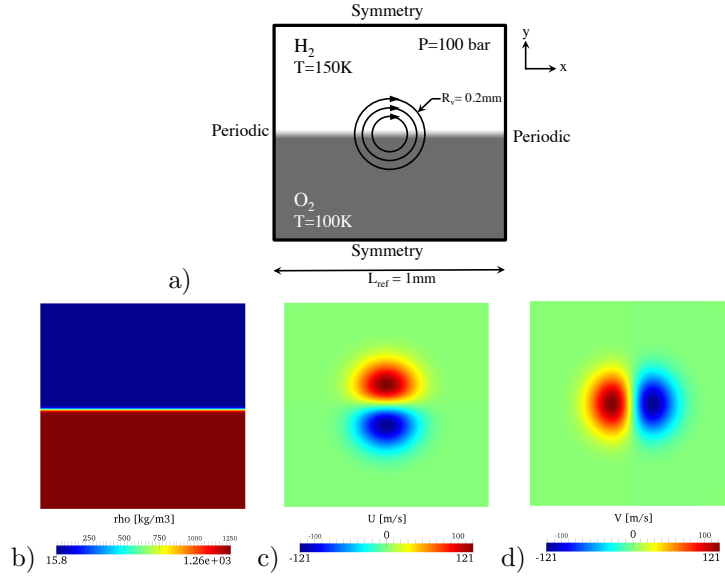 Symmetry
H2 P=100 bar
T=150K
y
x
Rv= 0.2mm
Periodic Periodic
O2
T=100K
Symmetry
a)
Lref = 1mm
rho [kg/m3] U [m/s] V [m/s]
250 500 750 1000 1250 -100 0 100 -100 0 100
b) 15.8 1.26e+03 c) -121 121 d) -121 121